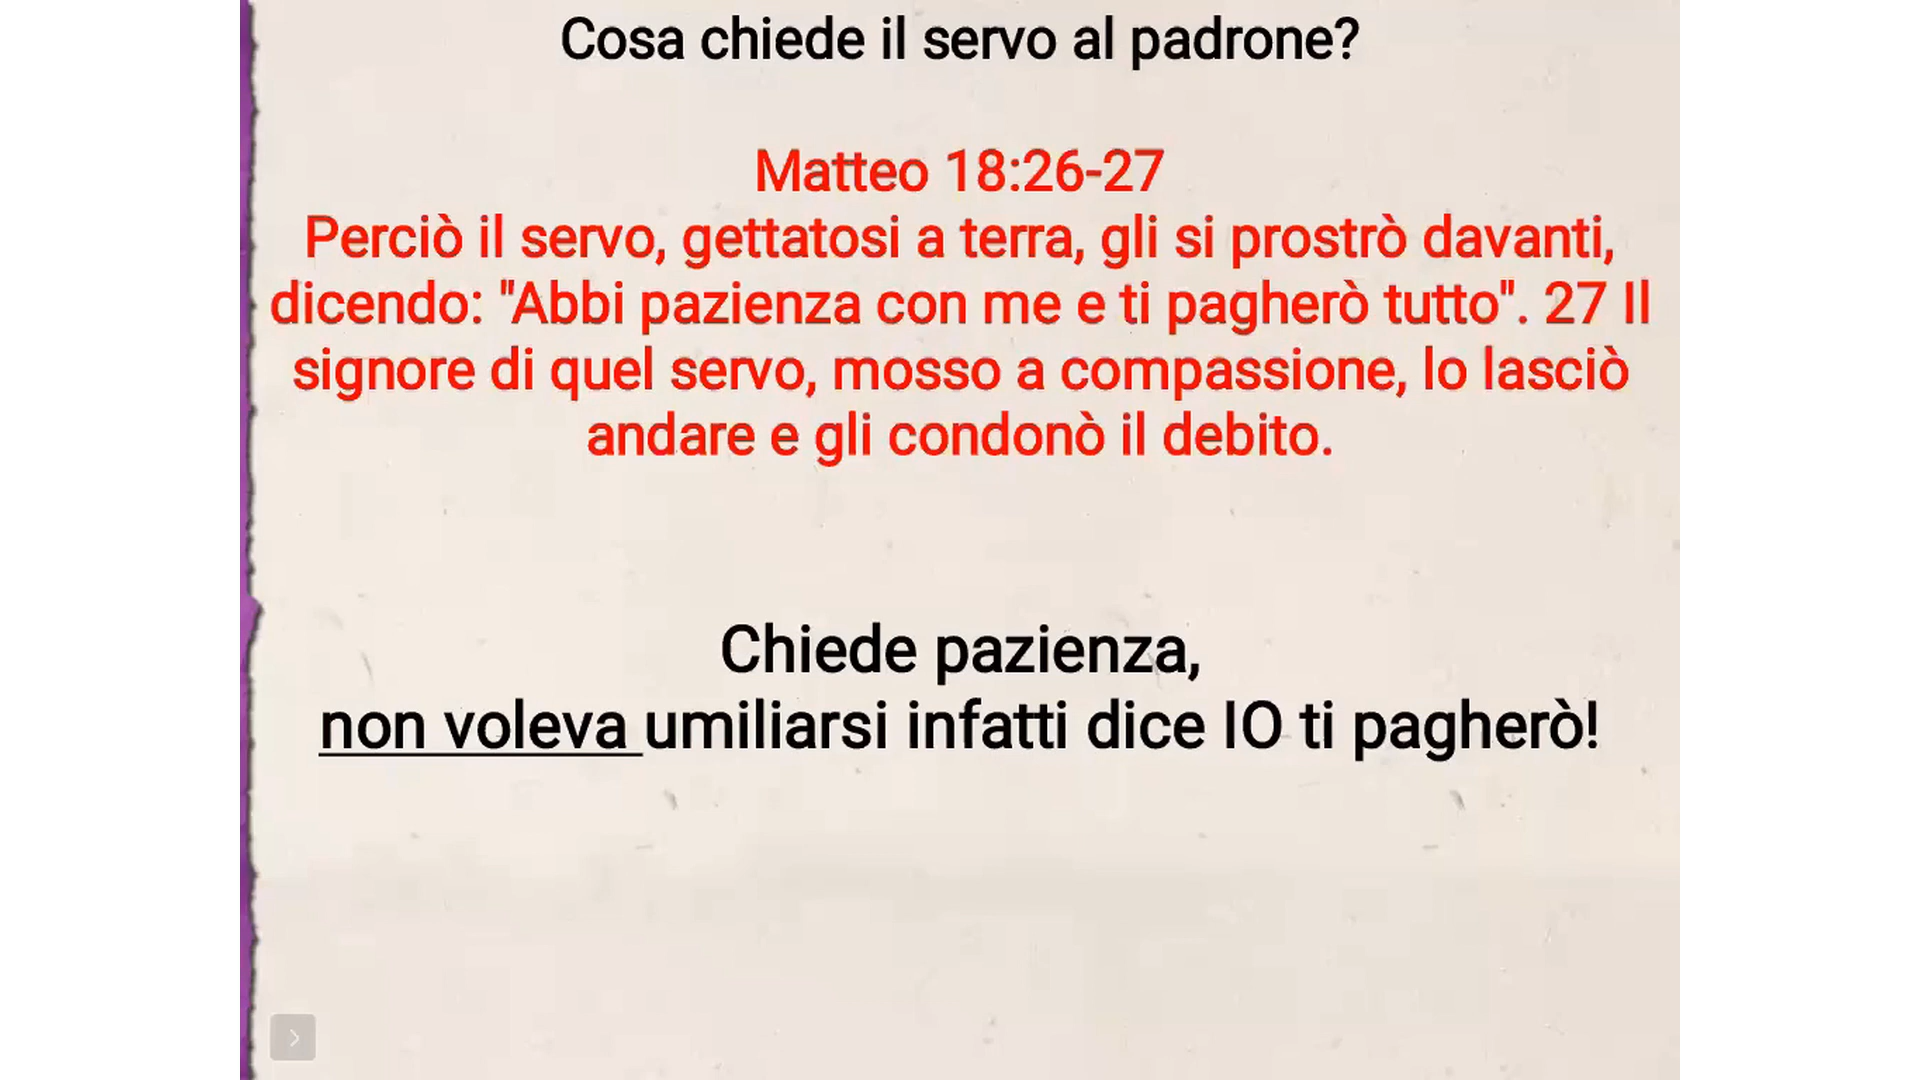 Cosa chiede il servo al padrone?
Matteo 18:26-27
Perciò il servo, gettatosi a terra, gli si prostrò davanti,
dicendo: "Abbi pazienza con me e ti pagherò tutto". 27 Il
signore di quel servo, mosso a compassione, lo lasciò
andare e gli condonò il debito.
Chiede pazienza,
non voleva umiliarsi infatti dice IO ti pagherò!